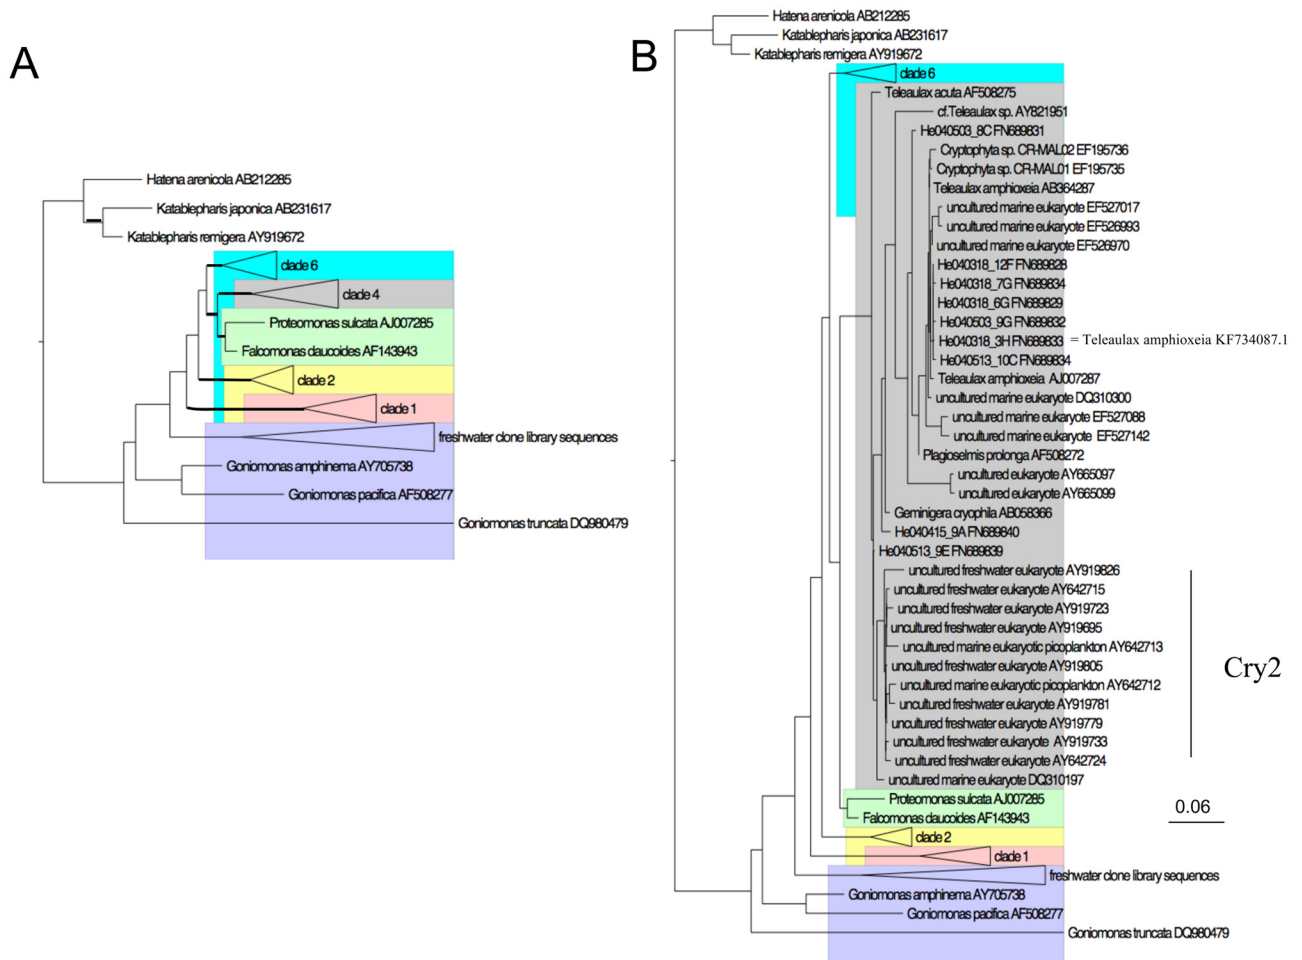 A
Hatena arenicola AB212285
Katablepharis japonica AB231617
Katablepharis remigera AY919672
clade 6
clade 4
Proteomonas sulcata AJ007285
Falcomonas daucoides AF143943
clade 2
clade 1
freshwater clone library sequences
Goniomonas amphinema AY705738
Goniomonas pacifica AF508277
Goniomonas truncata DQ980479
B
Hatena arenicola AB212285
Katablepharis japonica AB231617
Katablepharis remigera AY919672
clade 6
Teleaulax acuta AF508275
cf.Teleaulax sp. AY821951
He040503_8C FN689831
Cryptophyta sp. CR-MAL02 EF195736
Cryptophyta sp. CR-MAL01 EF195735
Teleaulax amphioxeia AB364287
uncultured marine eukaryote EF527017
uncultured marine eukaryote EF526993
uncultured marine eukaryote EF526970
He040318_12F FN689828
He040318_7G FN689834
He040318_6G FN689829
He040503_9G FN689832
He040318_3H FN689833 = Teleaulax amphioxeia KF734087.1
He040513_10C FN689834
Teleaulax amphioxeia AJ007287
uncultured marine eukaryote DQ310300
uncultured marine eukaryote EF527088
uncultured marine eukaryote EF527142
Plagioselmis prolonga AF508272
uncultured eukaryote AY665097
uncultured eukaryote AY665099
Geminigera cryophila AB058366
He040415_9A FN689840
He040513_9E FN689839
uncultured freshwater eukaryote AY919826
uncultured freshwater eukaryote AY642715
uncultured freshwater eukaryote AY919723
uncultured freshwater eukaryote AY919695
uncultured marine eukaryotic picoplankton AY642713
uncultured freshwater eukaryote AY919805
uncultured marine eukaryotic picoplankton AY642712
uncultured freshwater eukaryote AY919781
uncultured freshwater eukaryote AY919779
uncultured freshwater eukaryote AY919733
uncultured freshwater eukaryote AY642724
Cry2
uncultured marine eukaryote DQ310197
Proteomonas sulcata AJ007285
Falcomonas daucoides AF143943
0.06
clade 2
clade 1
freshwater clone library sequences
Goniomonas amphinema AY705738
Goniomonas pacifica AF508277
Goniomonas truncata DQ980479